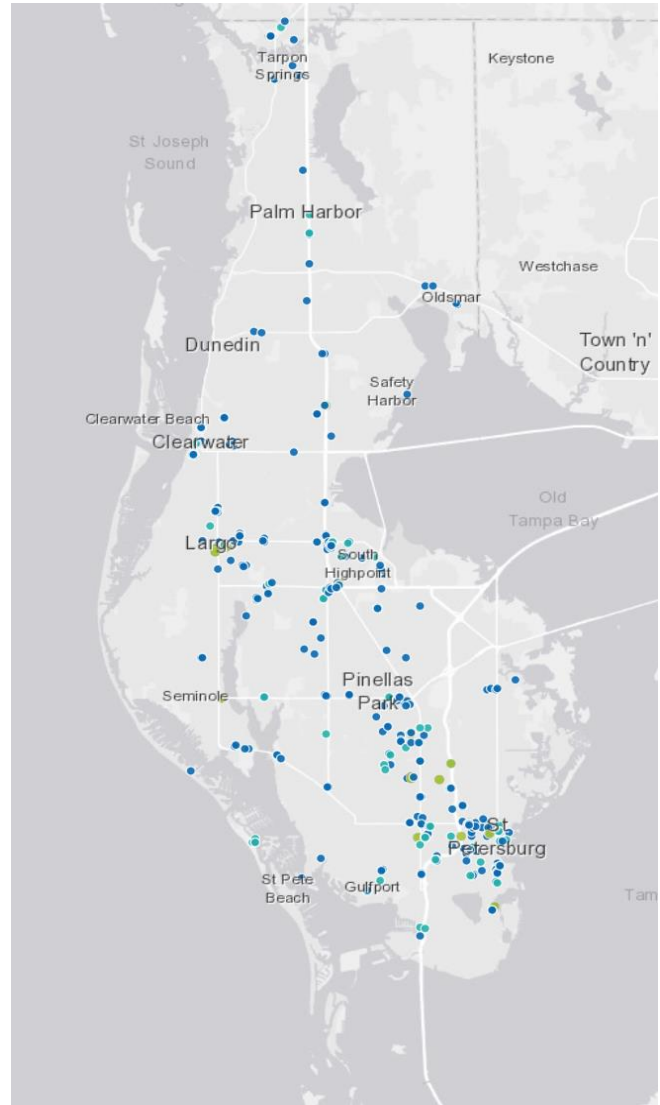 Tarpon
Springs
Keystone
St Joseph
Sound
Palm Harbor
Westchase
Oldsmar
Dunedin
Town 'n'
Country
Safety
Harbor
Clearwater Beach
Clearwater
Old
Tampa Bay
Largo
South
Highpoint
Pinellas
Park
Seminole
St
Petersburg
St Pete
Beach
Gulfport
Tam